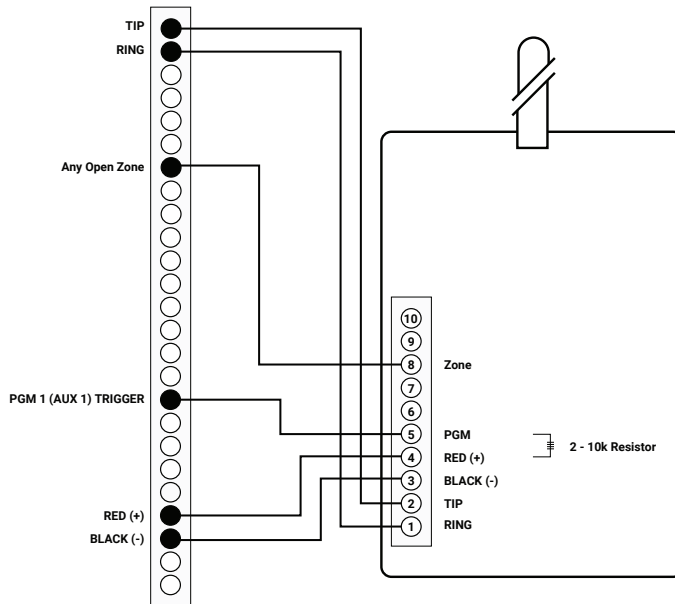 TIP
RING
Any Open Zone
PGM 1 (AUX 1) TRIGGER
RED (+)
BLACK (-)
10
9
8 Zone
7
6
5 PGM
4 RED (+)
3 BLACK (-)
2 TIP
1 RING
2 - 10k Resistor